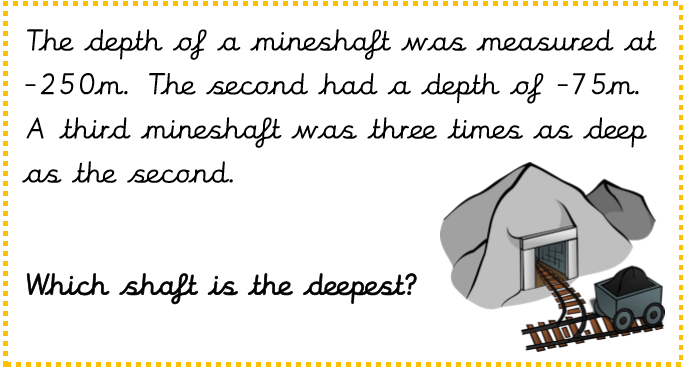 The depth of a mineshaft was measured at
-250m. The second had a depth of -75m.
A third mineshaft was three times as deep
as the second.
Which shaft is the deepest?